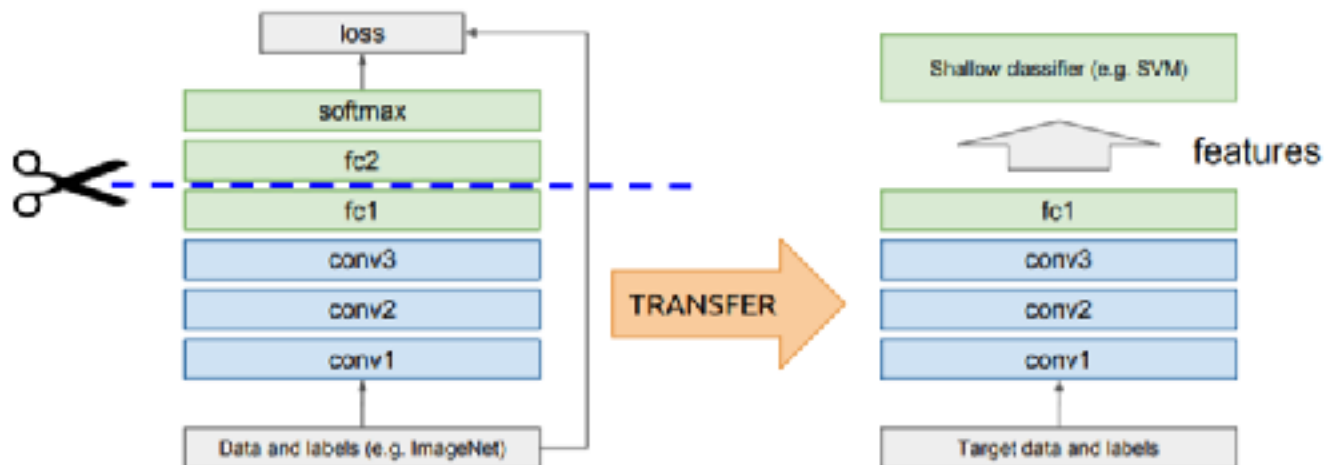 loss
softmax
fc2
fc1
conv3
conv2
conv1
Data and labels (e.g. ImageNet)
TRANSFER
Shallow classifier (e.g. SVM)
features
fc1
conv3
conv2
conv1
Target data and labels